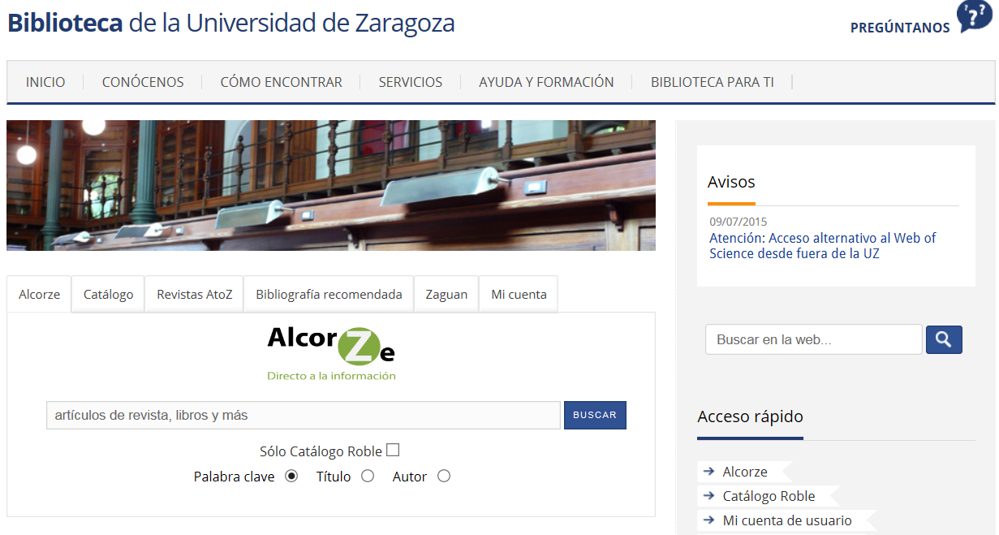 Biblioteca de la Universidad de Zaragoza
PREGÚNTANOS
???
INICIO
CONÓCENOS
CÓMO ENCONTRAR
SERVICIOS
AYUDA Y FORMACIÓN
BIBLIOTECA PARA TI
Alcorze
Catálogo
Revistas AtoZ
Bibliografía recomendada
Zaguan
Mi cuenta
AlcorZe
Directo a la información
artículos de revista, libros y más
BUSCAR
Sólo Catálogo Roble
Palabra clave
Título
Autor
Avisos
09/07/2015
Atención: Acceso alternativo al Web of
Science desde fuera de la UZ
Buscar en la web...
Acceso rápido
Alcorze
Catálogo Roble
Mi cuenta de usuario